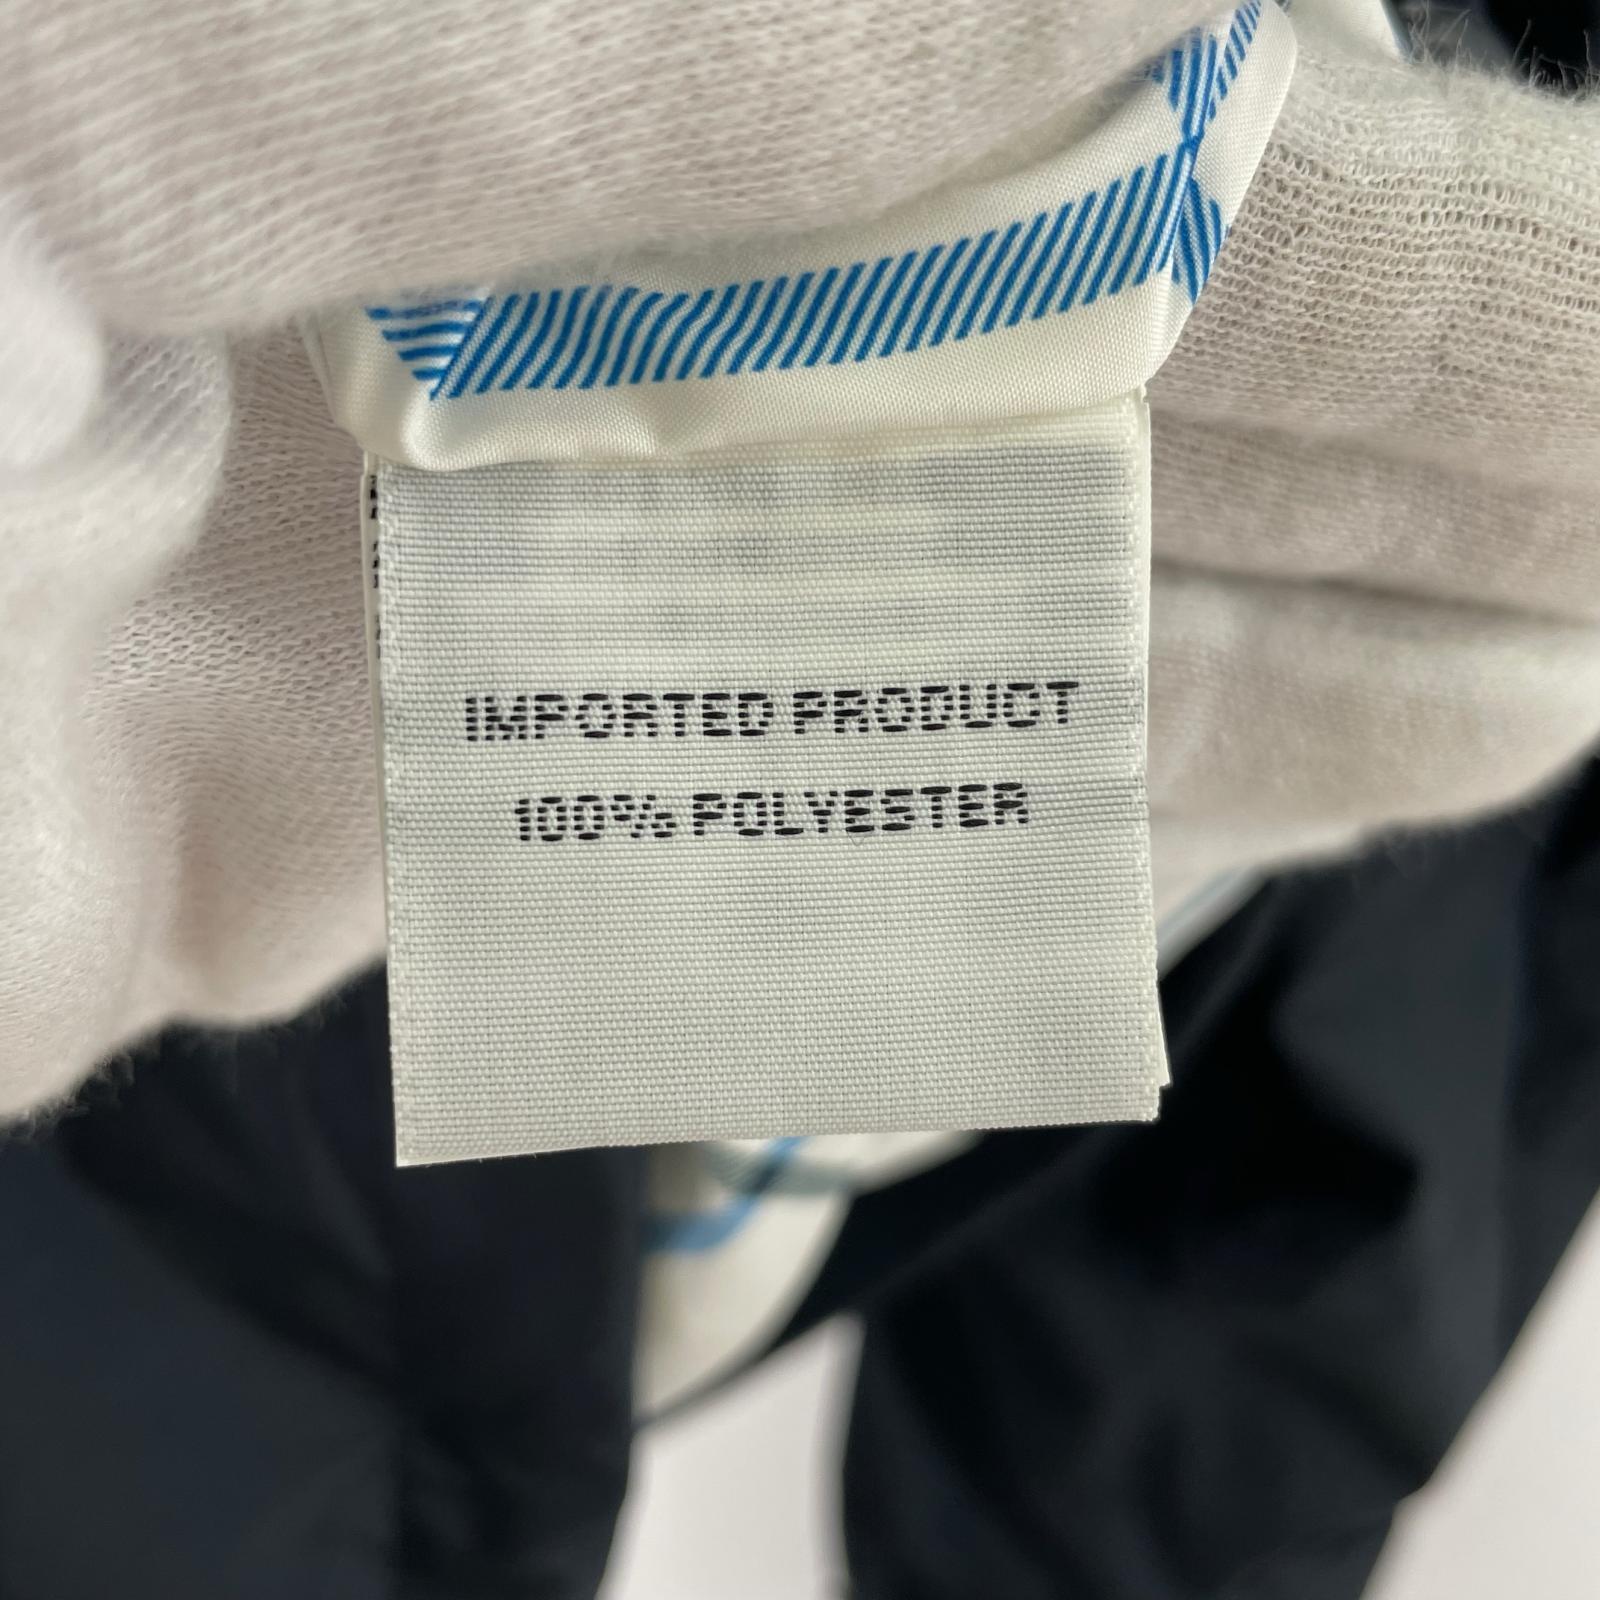 IMPORTED PRODUCT
100% POLYESTER